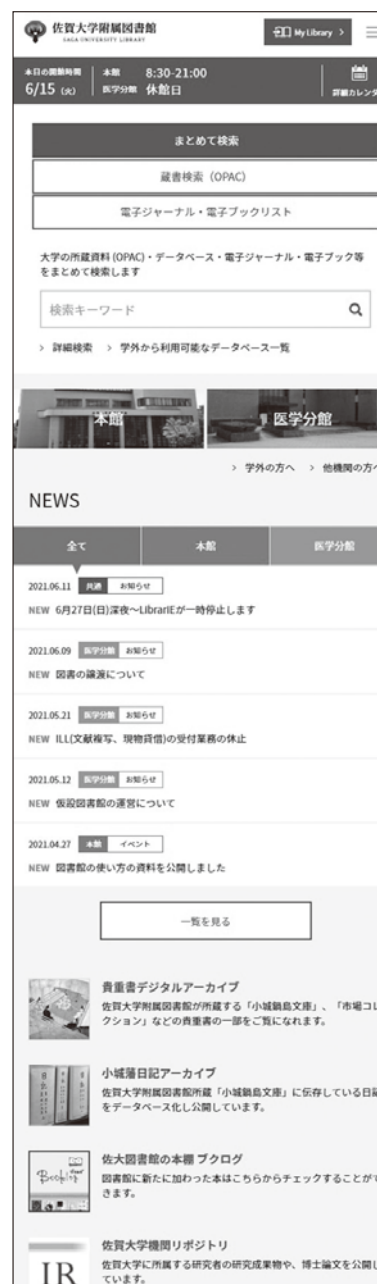 佐賀大学附属図書館
SAGA UNIVERSITY LIBRARY
My Library >
本日の開館時間
6/15 (火)
本館 8:30-21:00
医学分館 休館日
詳細カレンダ
まとめて検索
蔵書検索（OPAC）
電子ジャーナル・電子ブックリスト
大学の所蔵資料 (OPAC)・データベース・電子ジャーナル・電子ブック等
をまとめて検索します
検索キーワード
> 詳細検索 > 学外から利用可能なデータベース一覧
本館
医学分館
> 学外の方へ > 他機関の方へ
NEWS
全て 本館 医学分館
2021.06.11 共通 お知らせ
NEW 6月27日(日)深夜～LibrariEが一時停止します
2021.06.09 医学分館 お知らせ
NEW 図書の譲渡について
2021.05.21 医学分館 お知らせ
NEW ILL(文献複写、現物貸借)の受付業務の休止
2021.05.12 医学分館 お知らせ
NEW 仮設図書館の運営について
2021.04.27 本館 イベント
NEW 図書館の使い方の資料を公開しました
一覧を見る
貴重書デジタルアーカイブ
佐賀大学附属図書館が所蔵する「小城鍋島文庫」、「市場コレ
クション」などの貴重書の一部をご覧になれます。
小城藩日記アーカイブ
佐賀大学附属図書館所蔵「小城鍋島文庫」に伝存している日記
をデータベース化し公開しています。
Booklog
佐大図書館の本棚 ブクログ
図書館に新たに加わった本はこちらからチェックすることがで
きます。
IR
佐賀大学機関リポジトリ
佐賀大学に所属する研究者の研究成果物や、博士論文を公開し
ています。